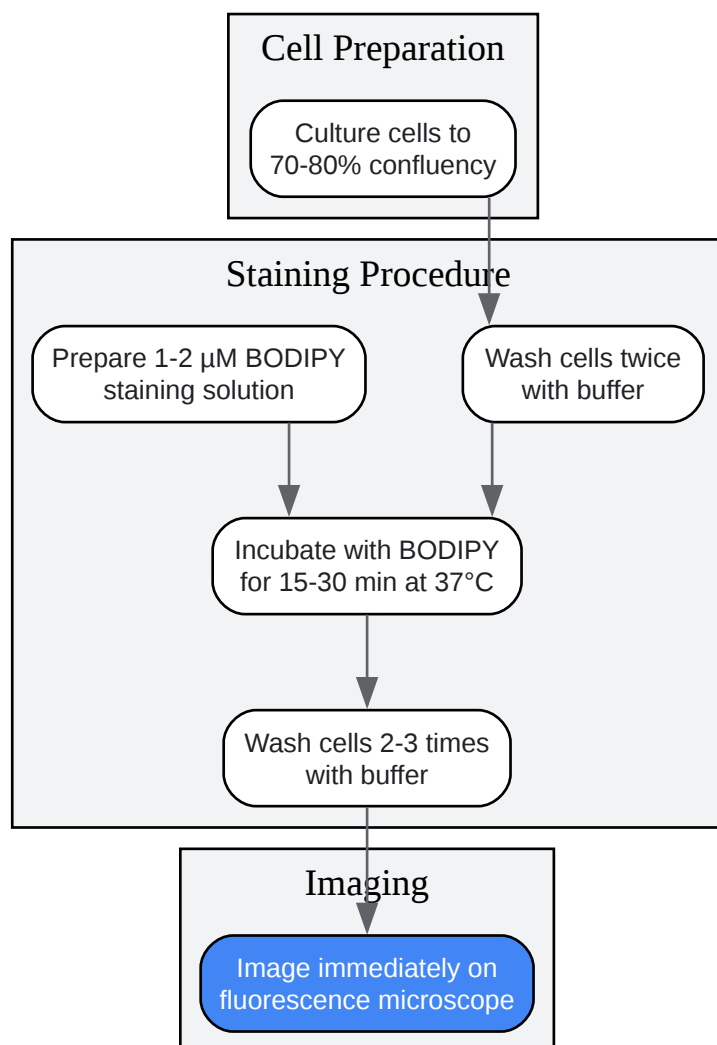 Cell Preparation
Culture cells to
70-80% confluency
Staining Procedure
Prepare 1-2 µM BODIPY
staining solution
Wash cells twice
with buffer
Incubate with BODIPY
for 15-30 min at 37°C
Wash cells 2-3 times
with buffer
Imaging
Image immediately on
fluorescence microscope